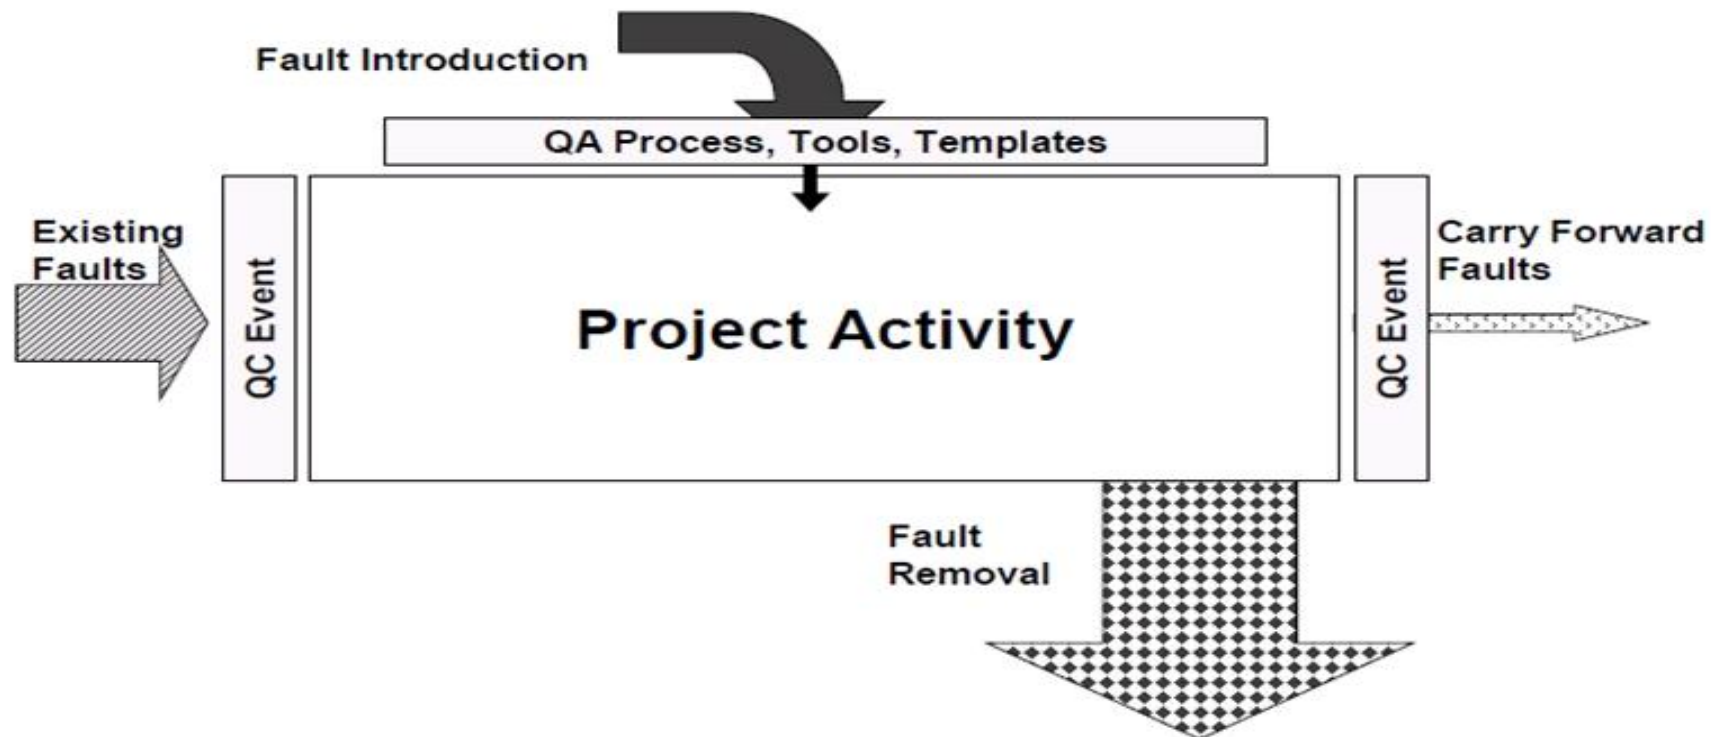 Fault Introduction
QA Process, Tools, Templates
Existing
Faults
QC Event
Project Activity
QC Event
Carry Forward
Faults
Fault
Removal